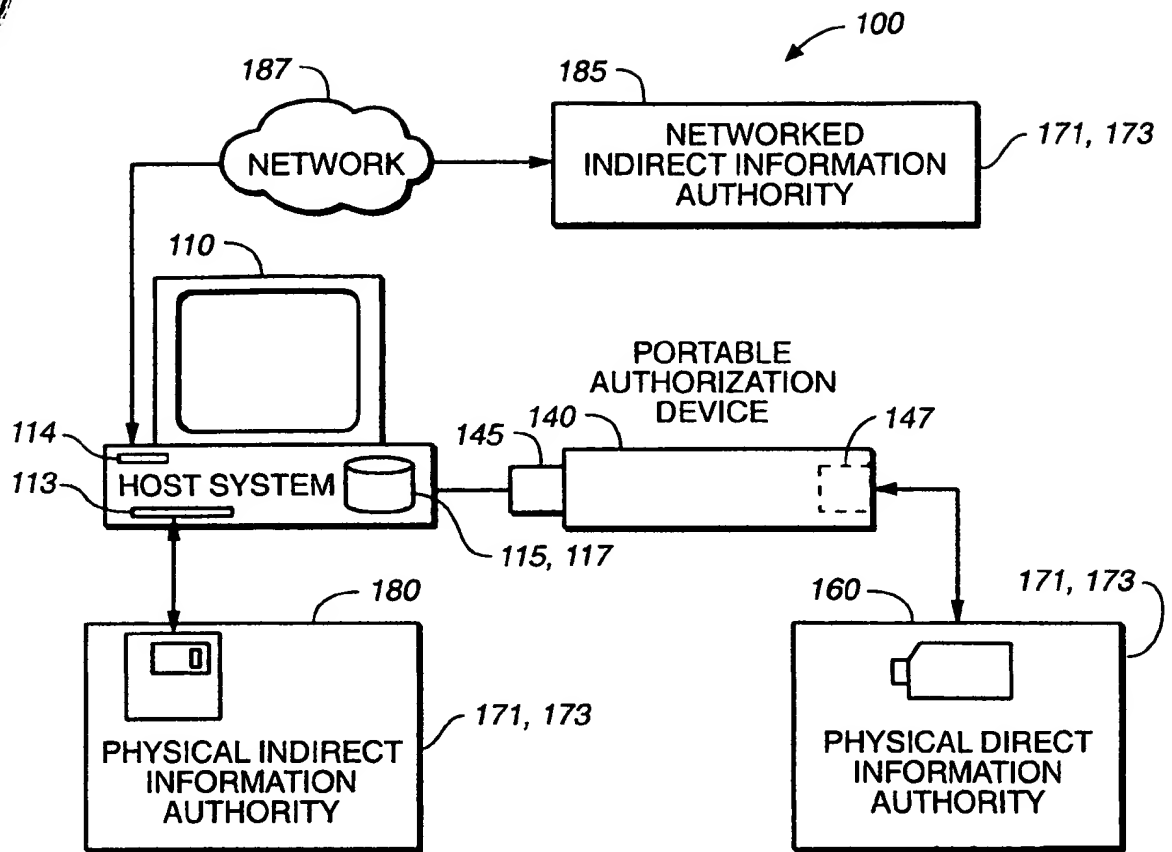 100
187
185
NETWORK
NETWORKED
INDIRECT INFORMATION
AUTHORITY
171, 173
110
PORTABLE
AUTHORIZATION
DEVICE
114
145
140
147
HOST SYSTEM
113
115, 117
180
160
171, 173
PHYSICAL INDIRECT
INFORMATION
AUTHORITY
171, 173
PHYSICAL DIRECT
INFORMATION
AUTHORITY